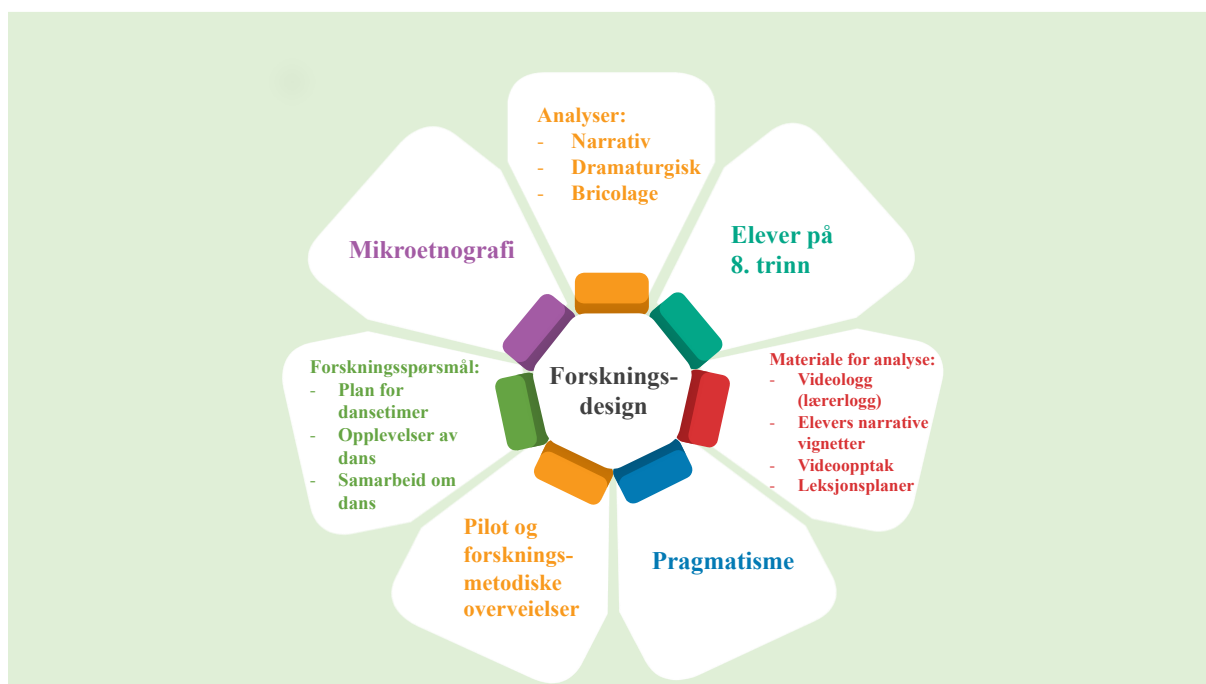 Analyser:
- Narrativ
- Dramaturgisk
- Bricolage
Elever på
8. trinn
Materiale for analyse:
- Videologg
(lærerlogg)
- Elevers narrative
vignetter
- Videoopptak
- Leksjonsplaner
Pragmatisme
Pilot og
forsknings-
metodiske
overveielser
Forskningsspørsmål:
- Plan for
dansetimer
- Opplevelser av
dans
- Samarbeid om
dans
Mikroetnografi
Forsknings-
design